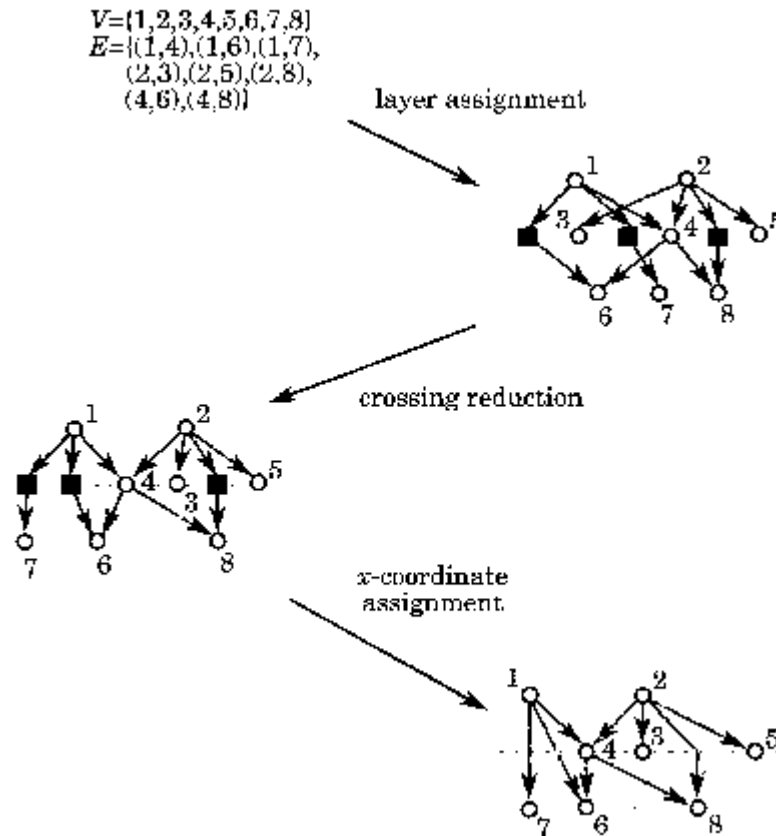 V={1,2,3,4,5,6,7,8}
E={(1,4),(1,6),(1,7),
(2,3),(2,5),(2,8),
(4,6),(4,8)}
layer assignment
1 2
3 4 5
6 7 8
crossing reduction
1 2
4 3 5
7 6 8
x-coordinate
assignment
1 2
4 3 5
7 6 8